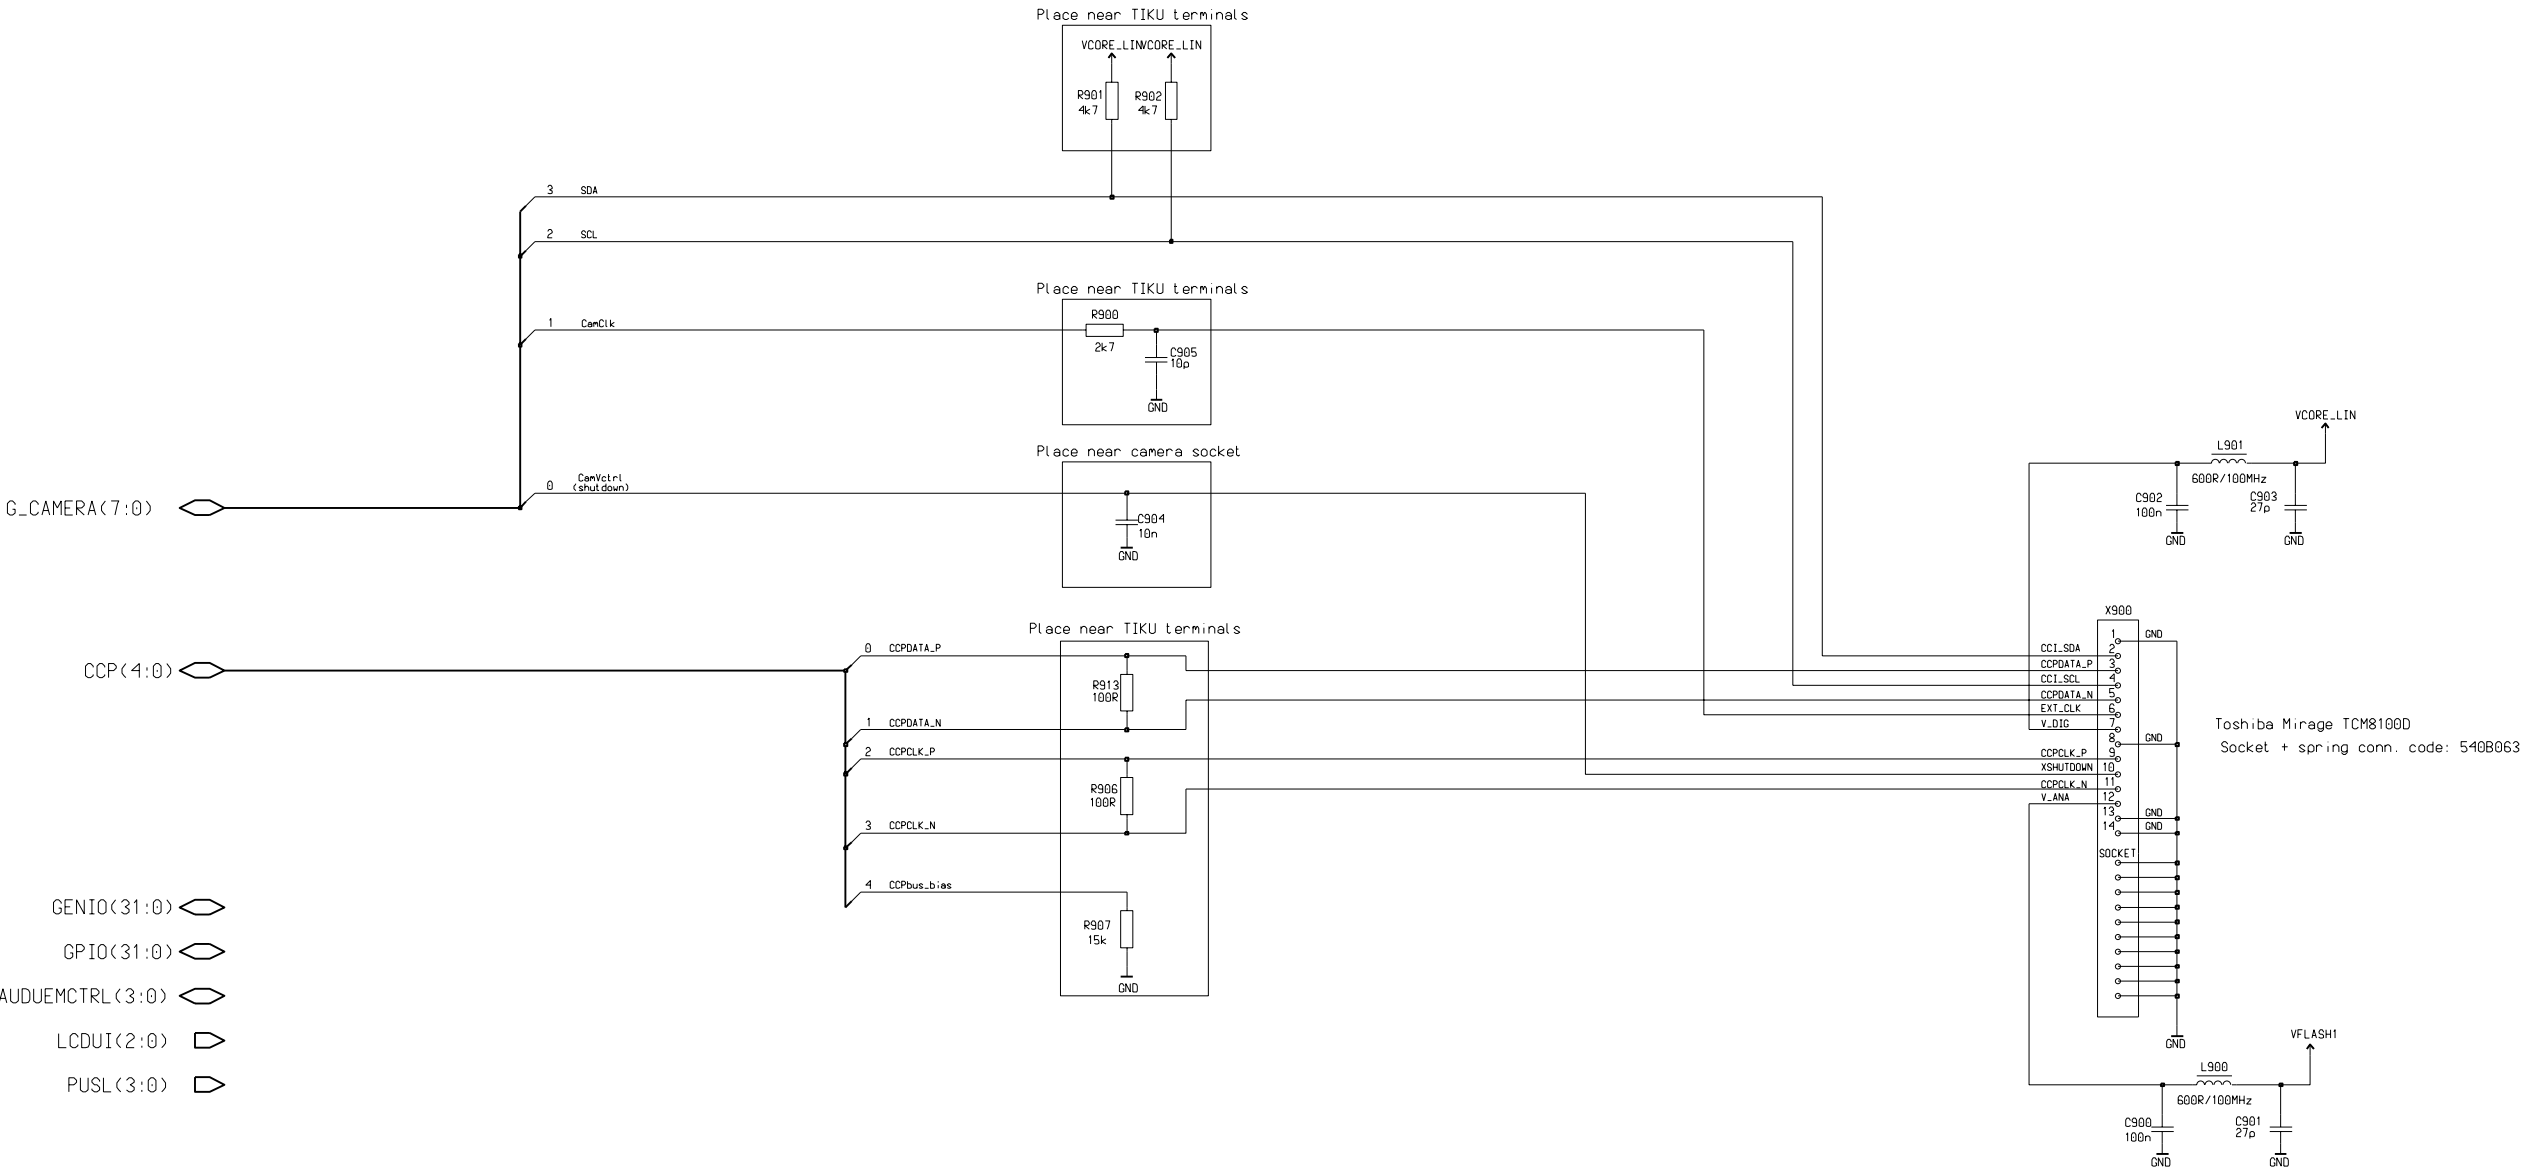 Place near TIKU terminals
VCORE_LIN
VCORE_LIN
R901
4k7
R902
4k7
3 SDA
2 SCL
Place near TIKU terminals
1 CamClk
R900
2k7
C905
10p
GND
Place near camera socket
0 CamVctrl
(shutdown)
C904
10n
GND
G_CAMERA(7:0)
VCORE_LIN
L901
600R/100MHz
C902
100n
GND
C903
27p
GND
Place near TIKU terminals
CCP(4:0)
0 CCPDATA_P
R913
100R
1 CCPDATA_N
2 CCPCLK_P
R906
100R
3 CCPCLK_N
4 CCPbus_bias
R907
15k
GND
X900
1 GND
CCI_SDA 2
CCPDATA_P 3
CCI_SCL 4
CCPDATA_N 5
EXT_CLK 6
V_DIG 7
8 GND
CCPCLK_P 9
XSHUTDOWN 10
CCPCLK_N 11
V_ANA 12
13 GND
14 GND
SOCKET
GND
Toshiba Mirage TCM8100D
Socket + spring conn. code: 540B063
GENIO(31:0)
GPIO(31:0)
AUDUEMCTRL(3:0)
LCDUI(2:0)
PUSL(3:0)
VFLASH1
L900
600R/100MHz
C900
100n
GND
C901
27p
GND